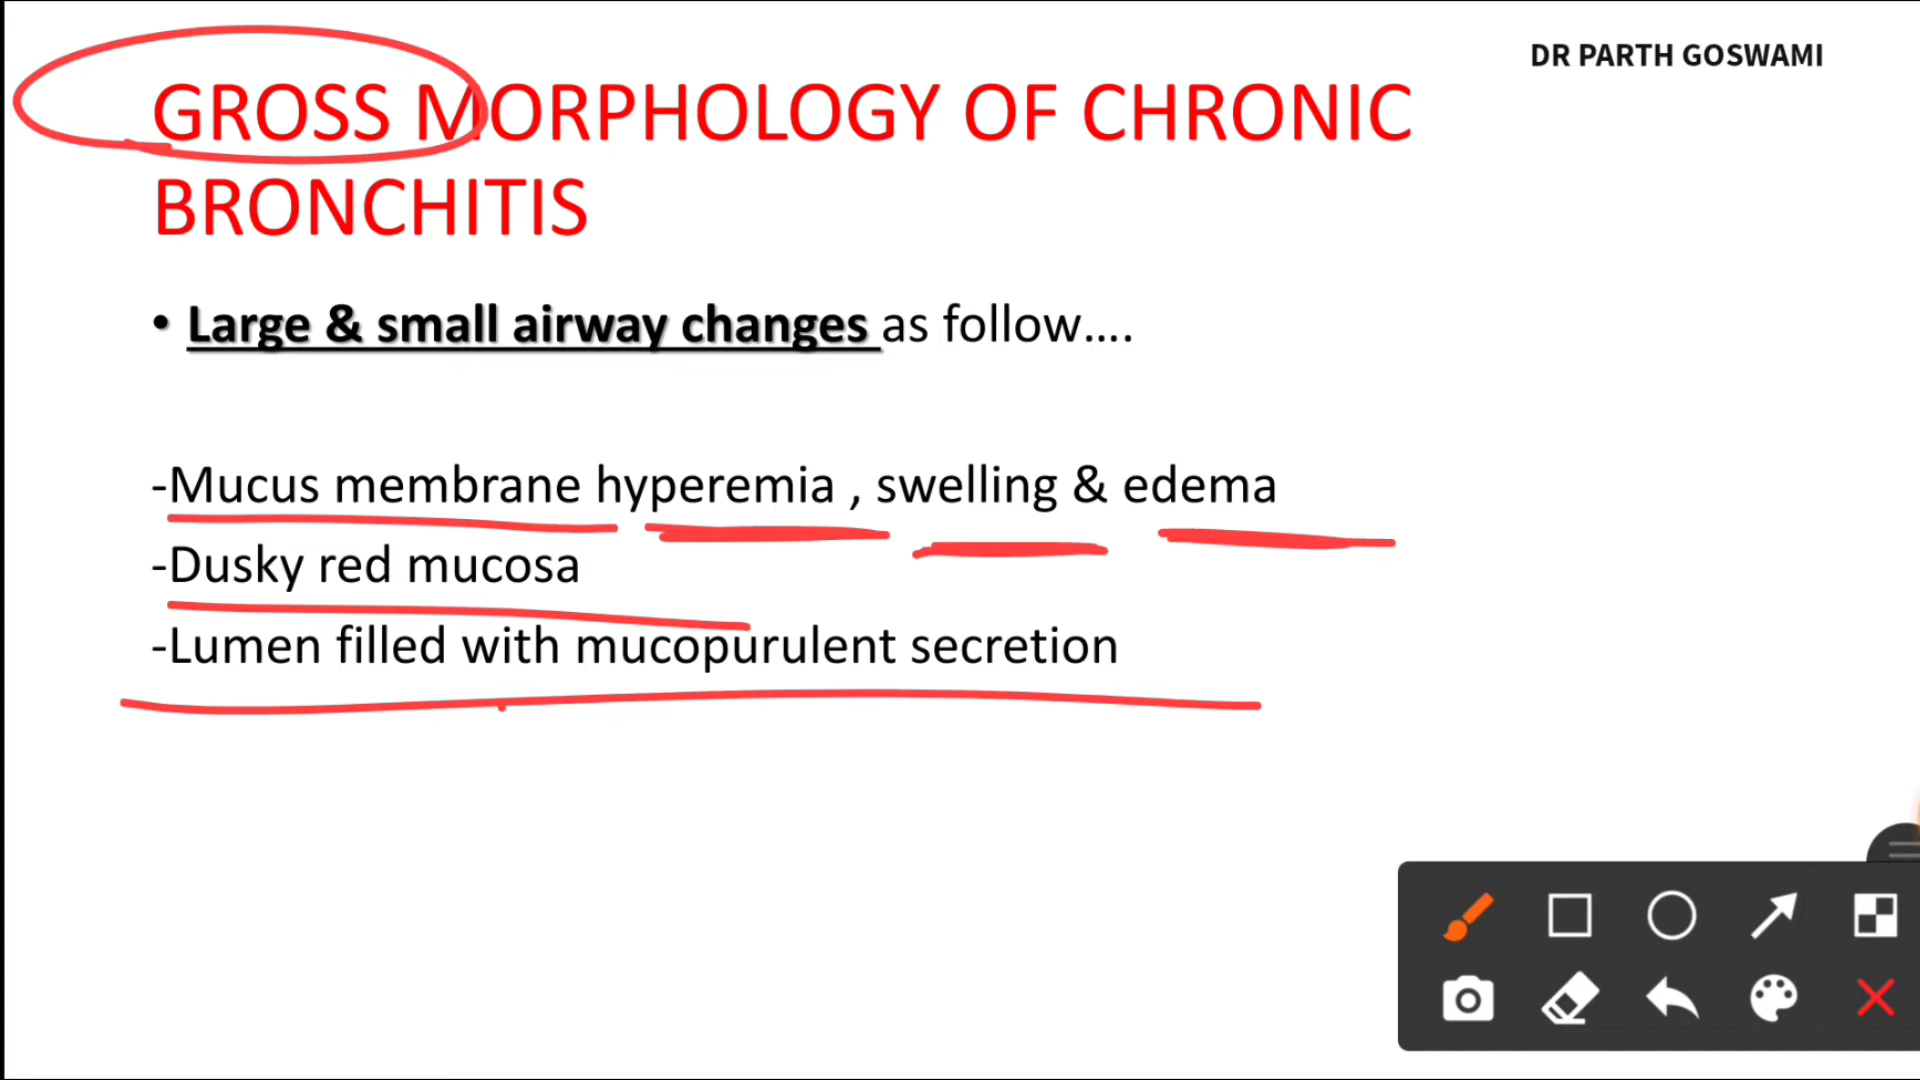 DR PARTH GOSWAMI
GROSS MORPHOLOGY OF CHRONIC
BRONCHITIS
• Large & small airway changes as follow....
-Mucus membrane hyperemia , swelling & edema
-Dusky red mucosa
-Lumen filled with mucopurulent secretion